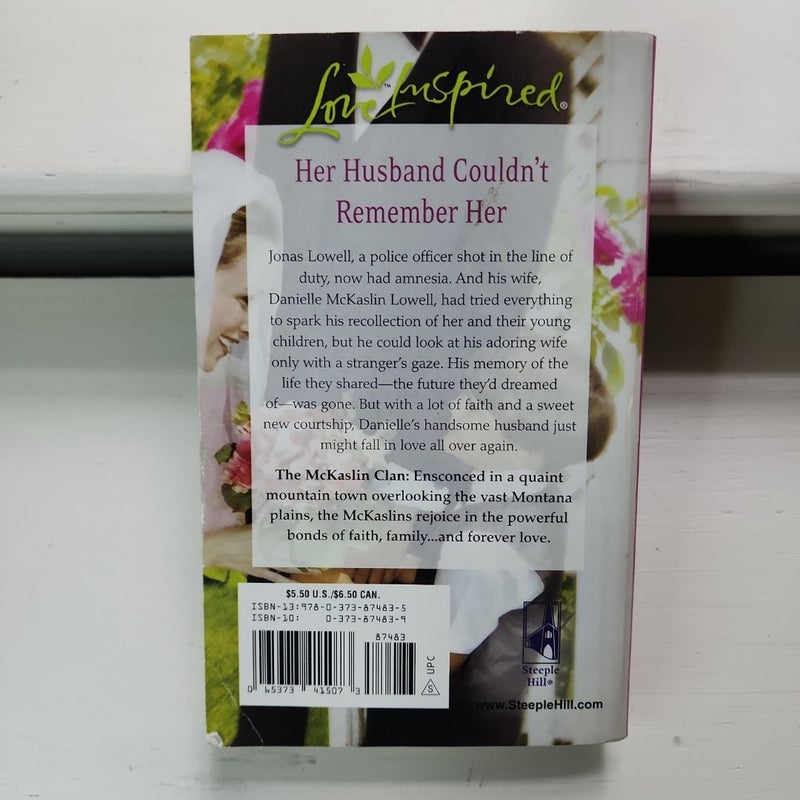 Love Inspired®
™
Her Husband Couldn't
Remember Her
Jonas Lowell, a police officer shot in the line of
duty, now had amnesia. And his wife,
Danielle McKaslin Lowell, had tried everything
to spark his recollection of her and their young
children, but he could look at his adoring wife
only with a stranger's gaze. His memory of the
life they shared—the future they'd dreamed
of—was gone. But with a lot of faith and a sweet
new courtship, Danielle's handsome husband just
might fall in love all over again.
The McKaslin Clan: Ensconced in a quaint
mountain town overlooking the vast Montana
plains, the McKaslins rejoice in the powerful
bonds of faith, family...and forever love.
$5.50 U.S./$6.50 CAN.
ISBN-13:978-0-373-87483-5
ISBN-10: 0-373-87483-9
87483
0 65373 41507 3
S UPC
Steeple
Hill®
www.SteepleHill.com